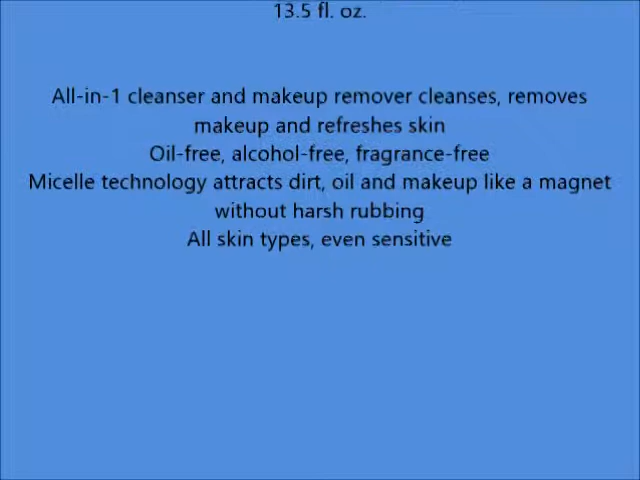 13.5 fl. oz.
All-in-1 cleanser and makeup remover cleanses, removes
makeup and refreshes skin
Oil-free, alcohol-free, fragrance-free
Micelle technology attracts dirt, oil and makeup like a magnet
without harsh rubbing
All skin types, even sensitive